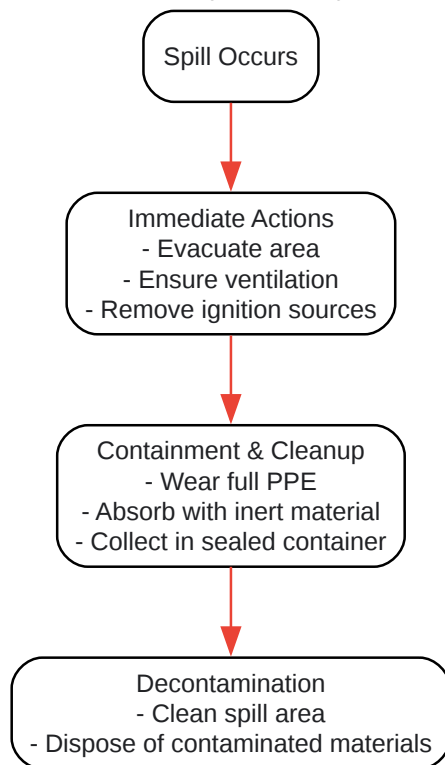 Spill Occurs
Immediate Actions
- Evacuate area
- Ensure ventilation
- Remove ignition sources
Containment & Cleanup
- Wear full PPE
- Absorb with inert material
- Collect in sealed container
Decontamination
- Clean spill area
- Dispose of contaminated materials